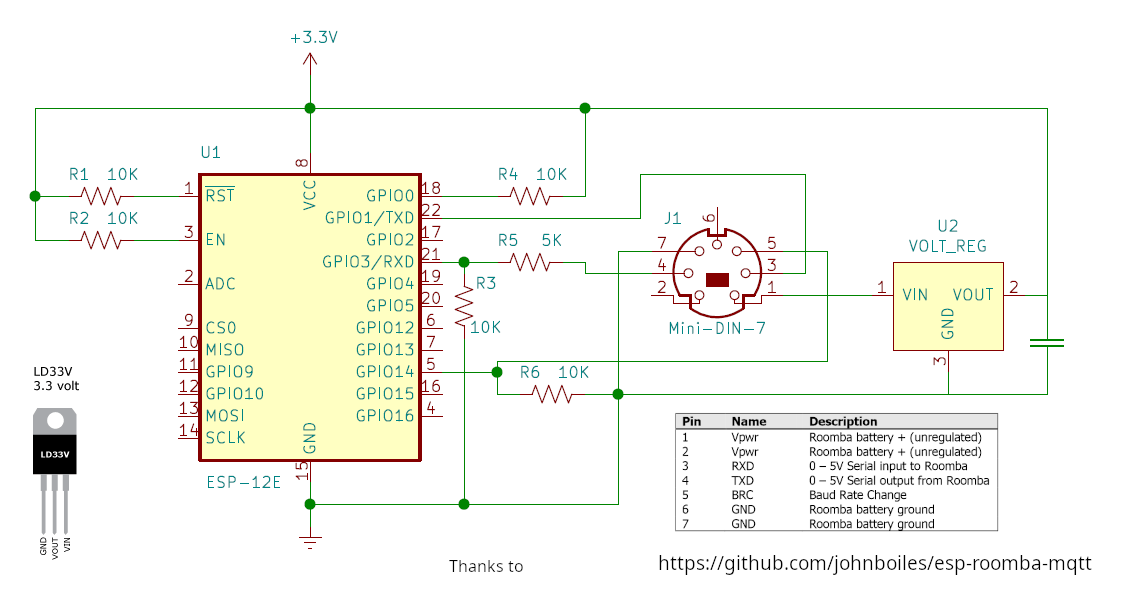 +3.3V
U1
R1 10K
R2 10K
R4 10K
R5 5K
R3
10K
R6 10K
1 RST
3 EN
2 ADC
9 CS0
10 MISO
11 GPIO9
12 GPIO10
13 MOSI
14 SCLK
8
VCC
GPIO0 18
GPIO1/TXD 22
GPIO2 17
GPIO3/RXD 21
GPIO4 19
GPIO5 20
GPIO12 6
GPIO13 7
GPIO14 5
GPIO15 16
GPIO16 4
GND
15
ESP-12E
J1
6
7 5
4 3
2 1
Mini-DIN-7
U2
VOLT_REG
1 VIN VOUT 2
GND
3
LD33V
3.3 volt
LD33V
GND VOUT VIN
Pin Name Description
1 Vpwr Roomba battery + (unregulated)
2 Vpwr Roomba battery + (unregulated)
3 RXD 0 – 5V Serial input to Roomba
4 TXD 0 – 5V Serial output from Roomba
5 BRC Baud Rate Change
6 GND Roomba battery ground
7 GND Roomba battery ground
Thanks to https://github.com/johnboiles/esp-roomba-mqtt